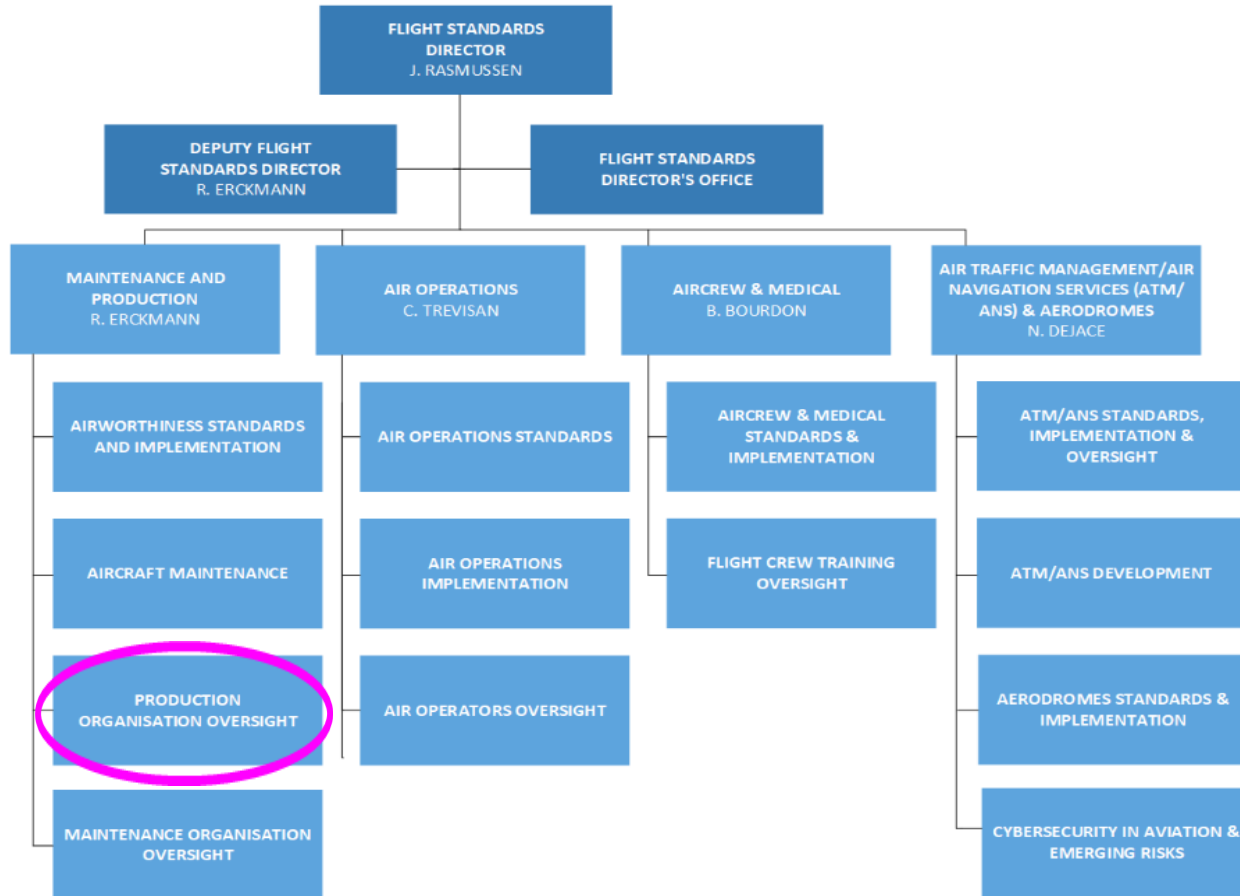 FLIGHT STANDARDS
DIRECTOR
J. RASMUSSEN
DEPUTY FLIGHT
STANDARDS DIRECTOR
R. ERCKMANN
FLIGHT STANDARDS
DIRECTOR'S OFFICE
MAINTENANCE AND
PRODUCTION
R. ERCKMANN
AIR OPERATIONS
C. TREVISAN
AIRCREW & MEDICAL
B. BOURDON
AIR TRAFFIC MANAGEMENT/AIR
NAVIGATION SERVICES (ATM/
ANS) & AERODROMES
N. DEJACE
AIRWORTHINESS STANDARDS
AND IMPLEMENTATION
AIRCRAFT MAINTENANCE
PRODUCTION
ORGANISATION OVERSIGHT
MAINTENANCE ORGANISATION
OVERSIGHT
AIR OPERATIONS STANDARDS
AIR OPERATIONS
IMPLEMENTATION
AIR OPERATORS OVERSIGHT
AIRCREW & MEDICAL
STANDARDS &
IMPLEMENTATION
FLIGHT CREW TRAINING
OVERSIGHT
ATM/ANS STANDARDS,
IMPLEMENTATION &
OVERSIGHT
ATM/ANS DEVELOPMENT
AERODROMES STANDARDS &
IMPLEMENTATION
CYBERSECURITY IN AVIATION &
EMERGING RISKS